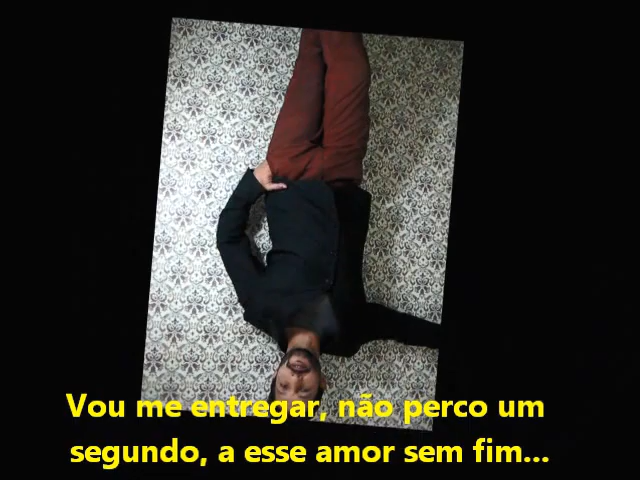 Vou me entregar, não perco um
segundo, a esse amor sem fim...